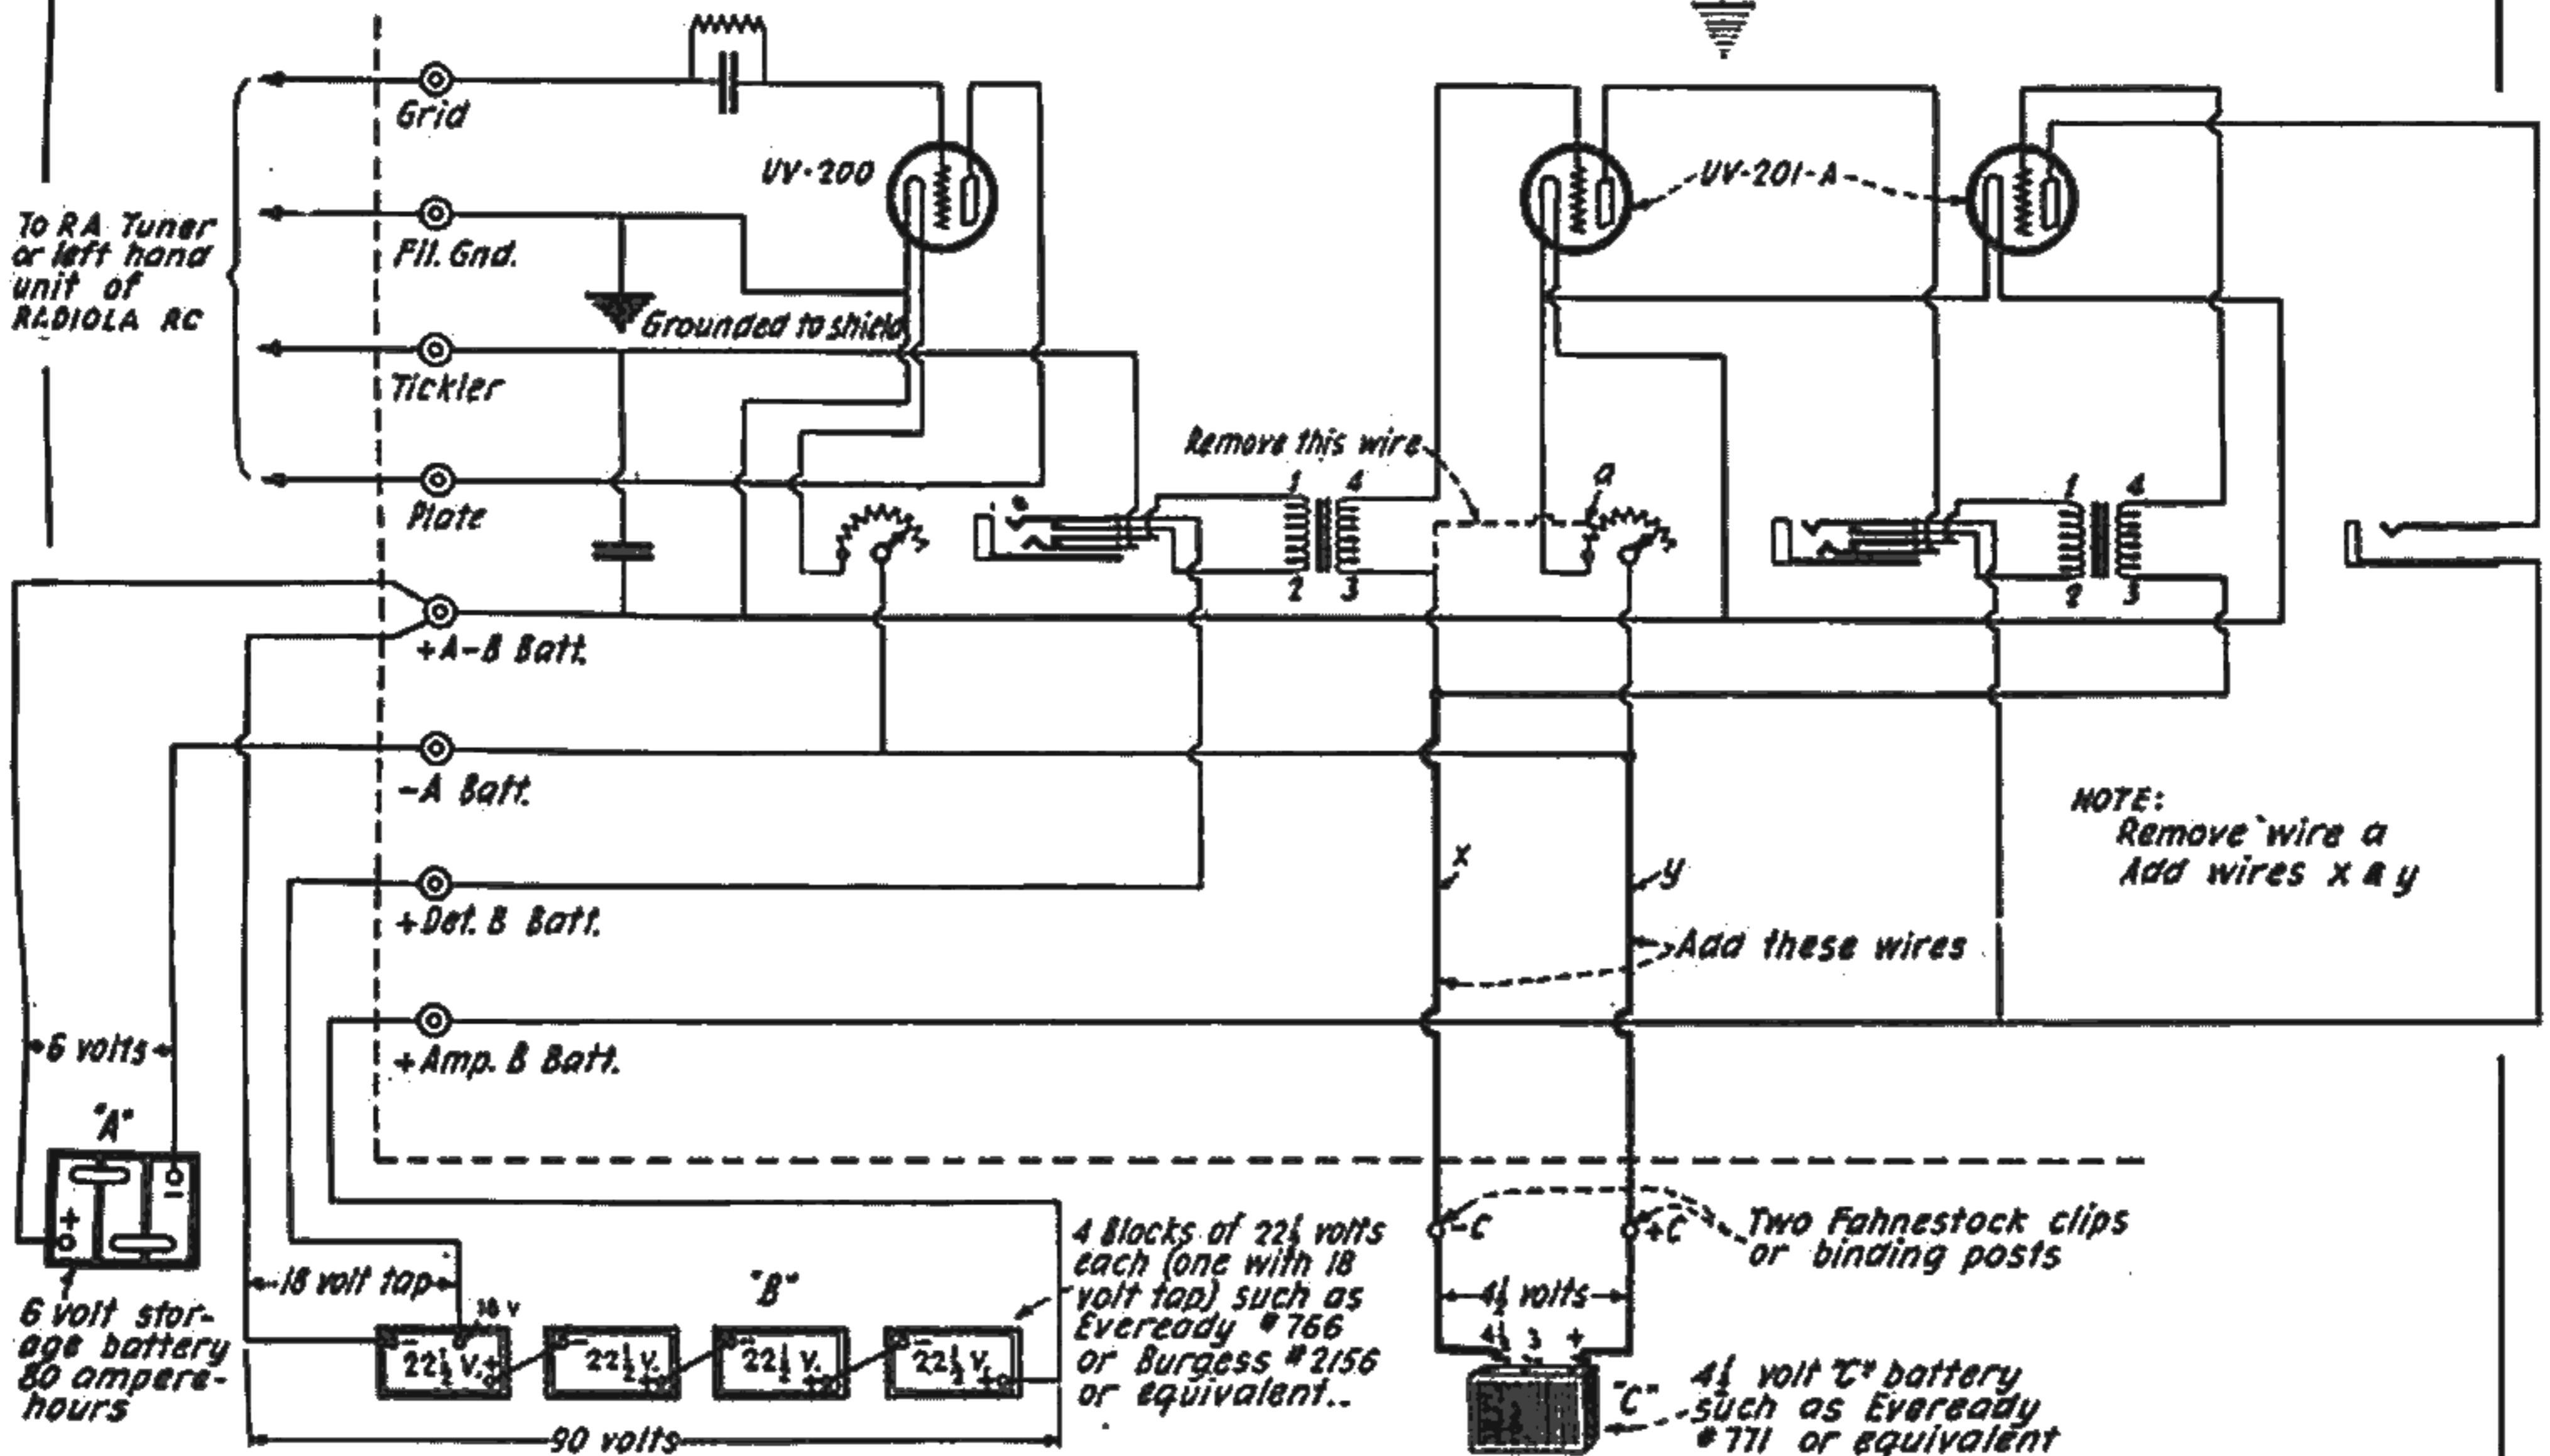 Grid
UV-200
UV-201-A
To RA Tuner
or left hand
unit of
RADIOLA RC
Fil. Gnd.
Grounded to shield
Tickler
Remove this wire
a
Plate
1 4
2 3
1 4
2 3
+A-B Batt.
-A Batt.
NOTE:
Remove wire a
Add wires x & y
x
y
+Det. B Batt.
Add these wires
6 volts
+Amp. B Batt.
"A"
+
-
6 volt stor-
age battery
80 ampere-
hours
18 volt tap
18 v
"B"
- 22½ V. +
- 22½ V. +
- 22½ V. +
- 22½ V. +
90 volts
4 Blocks of 22½ volts
each (one with 18
volt tap) such as
Eveready #766
or Burgess #2156
or equivalent..
-C
+C
Two Fahnestock clips
or binding posts
4½ volts
4½ 3 +
"C"
4½ volt "C" battery
such as Eveready
#771 or equivalent